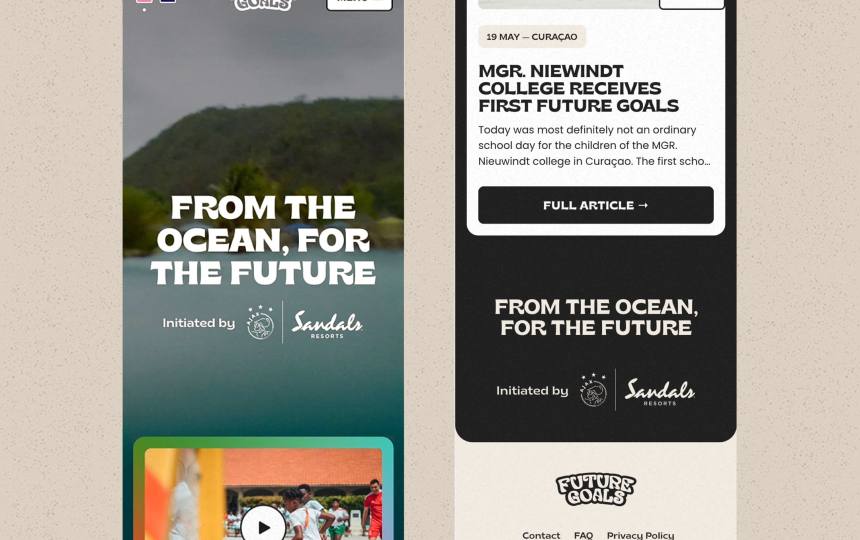 FUTURE
GOALS
FROM THE
OCEAN, FOR
THE FUTURE
Initiated by
AJAX
Sandals
RESORTS
19 MAY — CURAÇAO
MGR. NIEWINDT
COLLEGE RECEIVES
FIRST FUTURE GOALS
Today was most definitely not an ordinary
school day for the children of the MGR.
Nieuwindt college in Curaçao. The first scho...
FULL ARTICLE →
FROM THE OCEAN,
FOR THE FUTURE
Initiated by
AJAX
Sandals
RESORTS
FUTURE
GOALS
Contact FAQ Privacy Policy